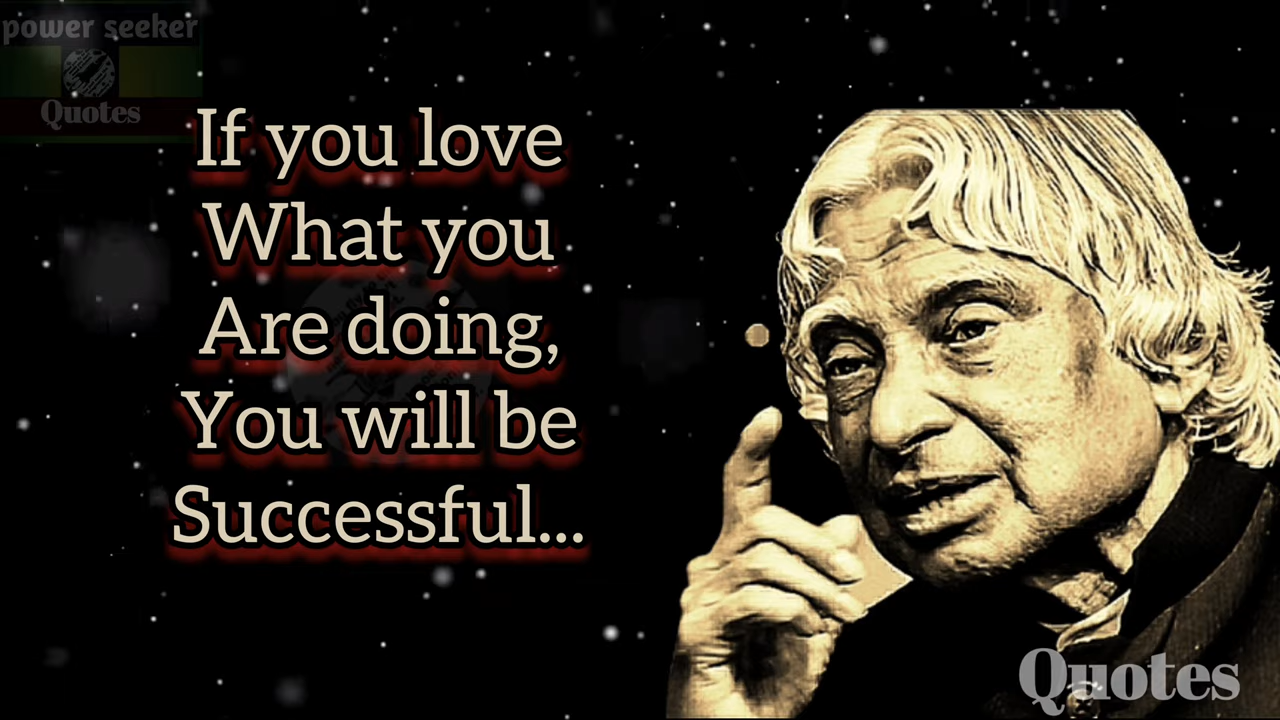 power seeker
Quotes
If you love
What you
Are doing,
You will be
Successful...
Quotes